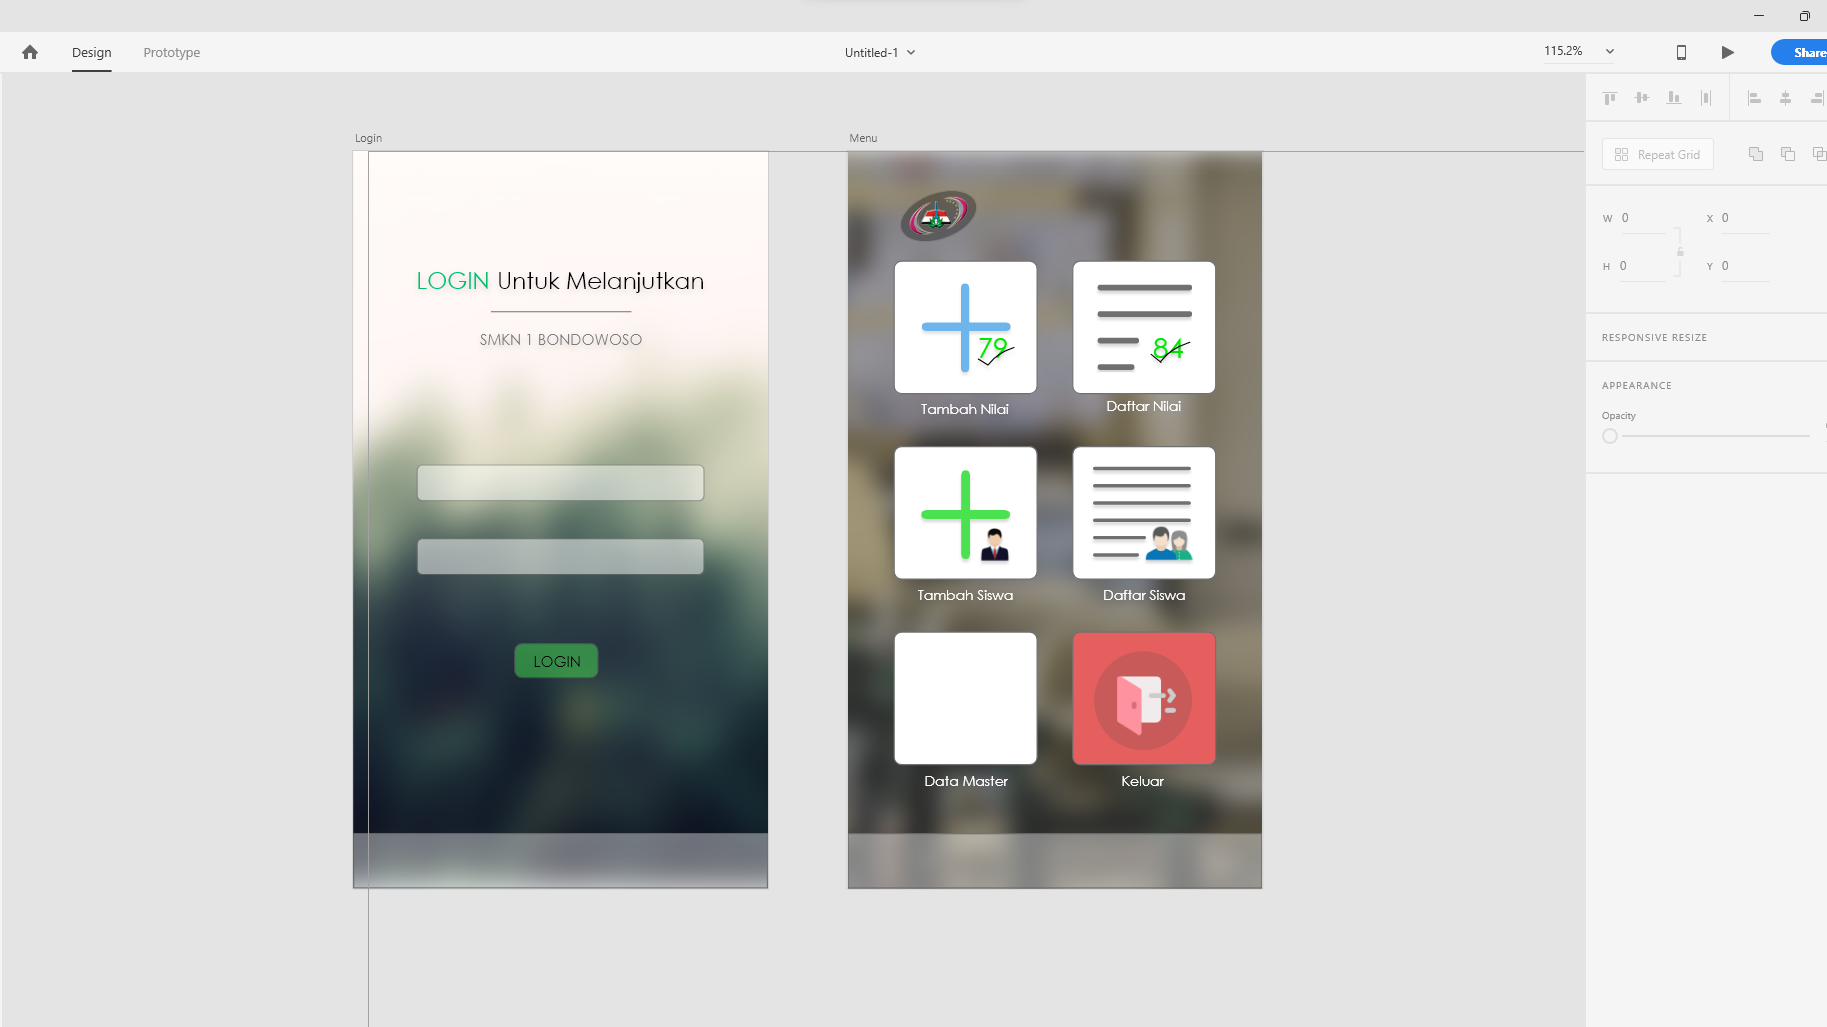 Design
Prototype
Untitled-1
115.2%
Share
Login
Menu
Repeat Grid
W 0
X 0
H 0
Y 0
RESPONSIVE RESIZE
APPEARANCE
Opacity
LOGIN Untuk Melanjutkan
SMKN 1 BONDOWOSO
LOGIN
79
84
Tambah Nilai
Daftar Nilai
Tambah Siswa
Daftar Siswa
Data Master
Keluar